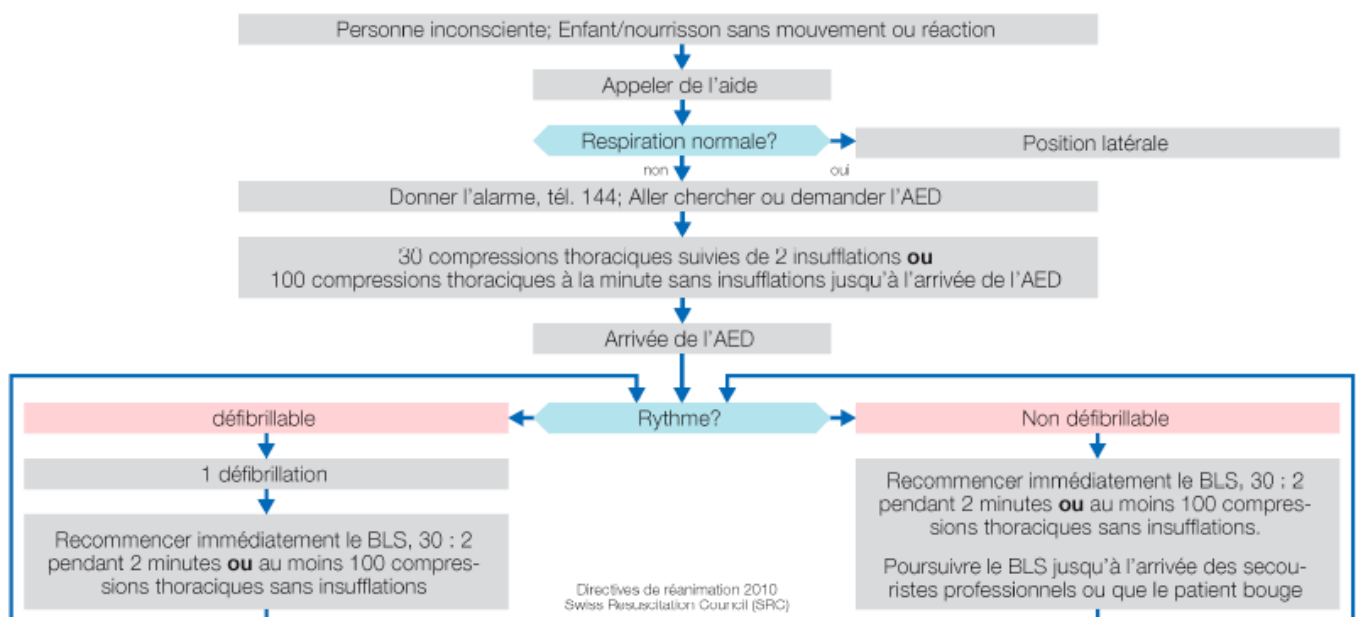 Personne inconsciente; Enfant/nourrisson sans mouvement ou réaction
Appeler de l'aide
Respiration normale?
Position latérale
non
oui
Donner l'alarme, tél. 144; Aller chercher ou demander l'AED
30 compressions thoraciques suivies de 2 insufflations ou
100 compressions thoraciques à la minute sans insufflations jusqu'à l'arrivée de l'AED
Arrivée de l'AED
Rythme?
défibrillable
1 défibrillation
Recommencer immédiatement le BLS, 30 : 2
pendant 2 minutes ou au moins 100 compres-
sions thoraciques sans insufflations
Non défibrillable
Recommencer immédiatement le BLS, 30 : 2
pendant 2 minutes ou au moins 100 compres-
sions thoraciques sans insufflations.
Poursuivre le BLS jusqu'à l'arrivée des secou-
ristes professionnels ou que le patient bouge
Directives de réanimation 2010
Swiss Resuscitation Council (SRC)